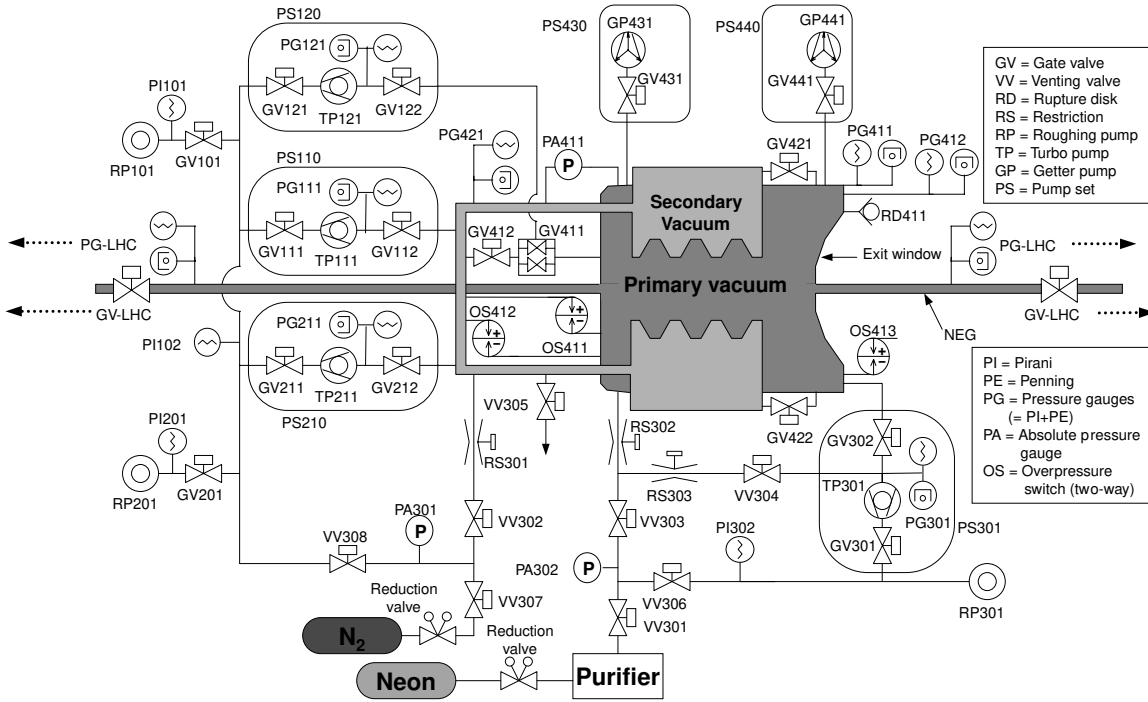 PS120
PS430
GP431
PS440
GP441
PG121
GV431
GV441
GV = Gate valve
VV = Venting valve
RD = Rupture disk
RS = Restriction
RP = Roughing pump
TP = Turbo pump
GP = Getter pump
PS = Pump set
PI101
GV121
GV122
TP121
RP101
GV101
PG421
PA411
P
GV421
PG411
PG412
PS110
PG111
GV111
TP111
GV112
Secondary
Vacuum
RD411
GV412
GV411
PG-LHC
PG-LHC
Exit window
Primary vacuum
GV-LHC
GV-LHC
NEG
OS412
OS411
OS413
PI102
PG211
GV211
TP211
GV212
PS210
VV305
GV422
PI = Pirani
PE = Penning
PG = Pressure gauges
(= PI+PE)
PA = Absolute pressure
gauge
OS = Overpressure
switch (two-way)
PI201
RP201
GV201
RS301
RS302
RS303
VV304
GV302
TP301
PG301
PS301
GV301
PA301
P
VV302
VV303
PI302
VV308
PA302
P
VV306
RP301
VV307
VV301
Reduction
valve
N2
Reduction
valve
Neon
Purifier